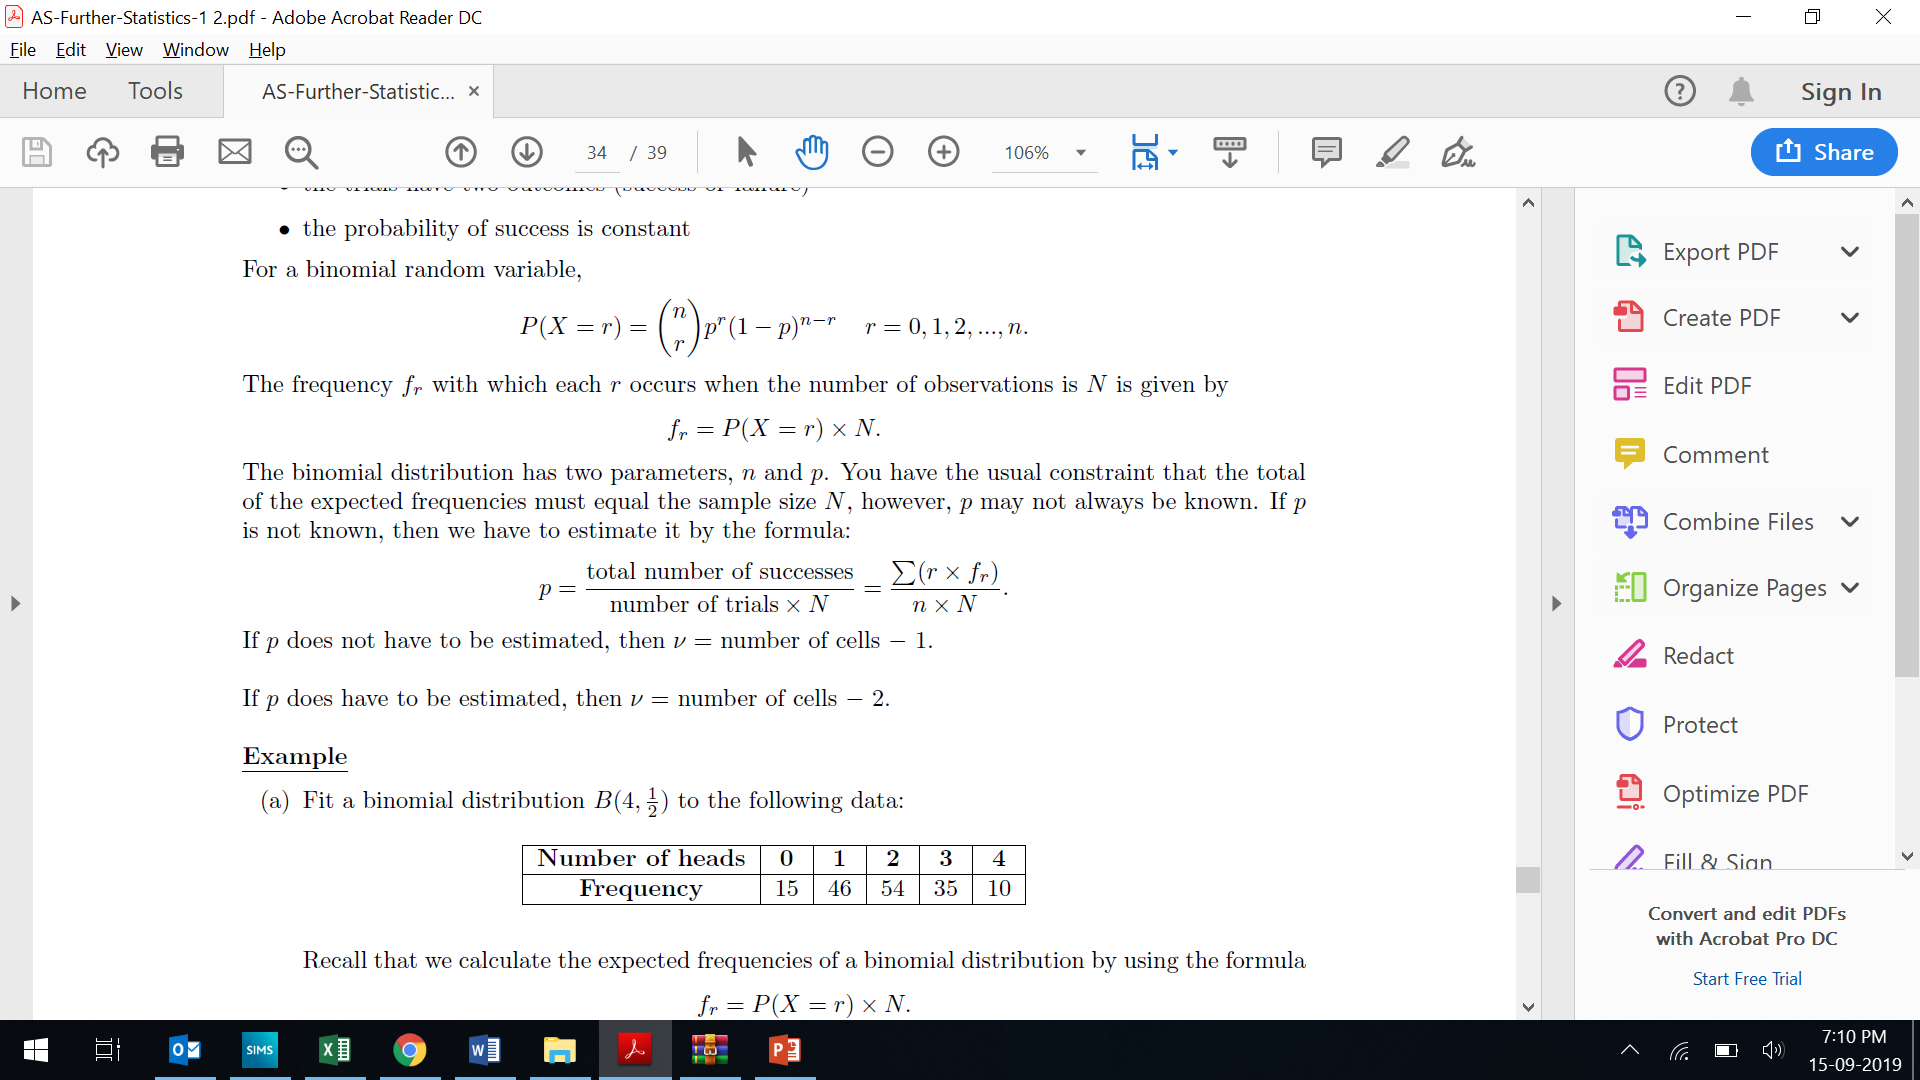 AS-Further-Statistics-1 2.pdf - Adobe Acrobat Reader DC
File Edit View Window Help
Home Tools AS-Further-Statistic... × Sign In
34 / 39 106% Share
the trials have two outcomes (success or failure)
• the probability of success is constant
For a binomial random variable,
P(X = r) = (n r) p^r (1 − p)^{n−r} r = 0, 1, 2, ..., n.
The frequency f_r with which each r occurs when the number of observations is N is given by
f_r = P(X = r) × N.
The binomial distribution has two parameters, n and p. You have the usual constraint that the total
of the expected frequencies must equal the sample size N, however, p may not always be known. If p
is not known, then we have to estimate it by the formula:
p = total number of successes / number of trials × N = ∑(r × f_r) / n × N.
If p does not have to be estimated, then ν = number of cells − 1.
If p does have to be estimated, then ν = number of cells − 2.
Example
(a) Fit a binomial distribution B(4, 1/2) to the following data:
Number of heads 0 1 2 3 4
Frequency 15 46 54 35 10
Recall that we calculate the expected frequencies of a binomial distribution by using the formula
f_r = P(X = r) × N.
Export PDF
Create PDF
Edit PDF
Comment
Combine Files
Organize Pages
Redact
Protect
Optimize PDF
Fill & Sign
Convert and edit PDFs
with Acrobat Pro DC
Start Free Trial
SIMS
7:10 PM
15-09-2019